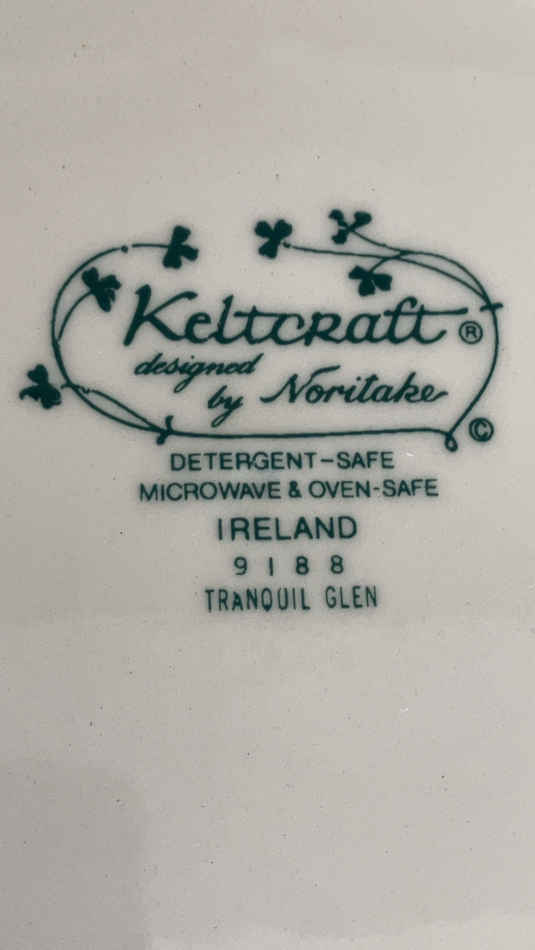 Keltcraft ®
designed
by Noritake
©
DETERGENT-SAFE
MICROWAVE & OVEN-SAFE
IRELAND
9188
TRANQUIL GLEN